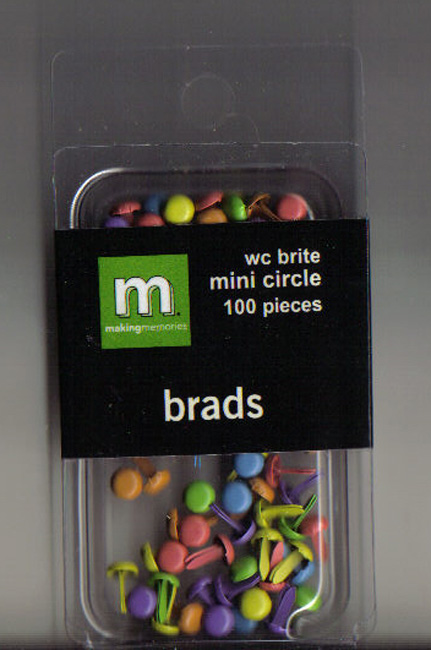 wc brite
mini circle
100 pieces
m
makingmemories
brads